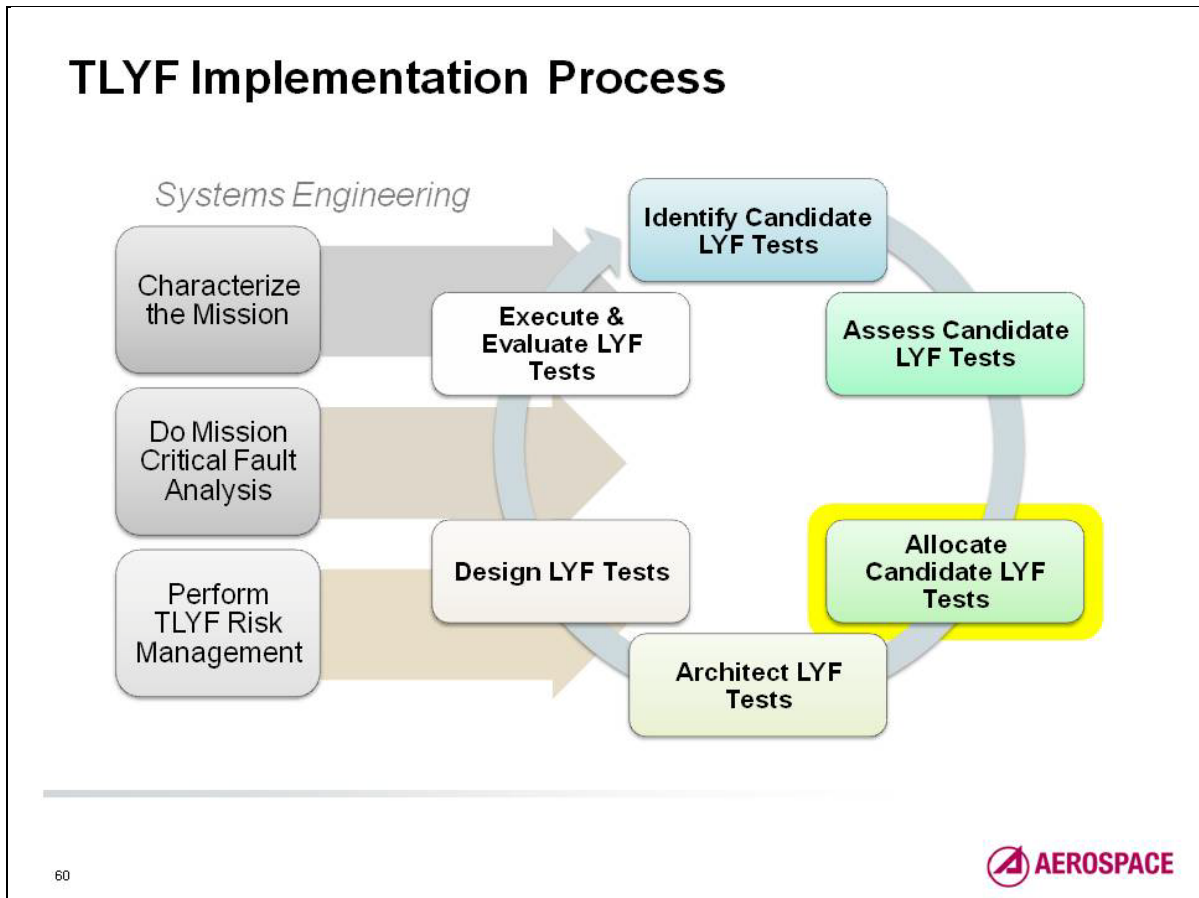 TLYF Implementation Process
Systems Engineering
Characterize
the Mission
Do Mission
Critical Fault
Analysis
Perform
TLYF Risk
Management
Identify Candidate
LYF Tests
Assess Candidate
LYF Tests
Allocate
Candidate LYF
Tests
Architect LYF
Tests
Design LYF Tests
Execute &
Evaluate LYF
Tests
60
AEROSPACE